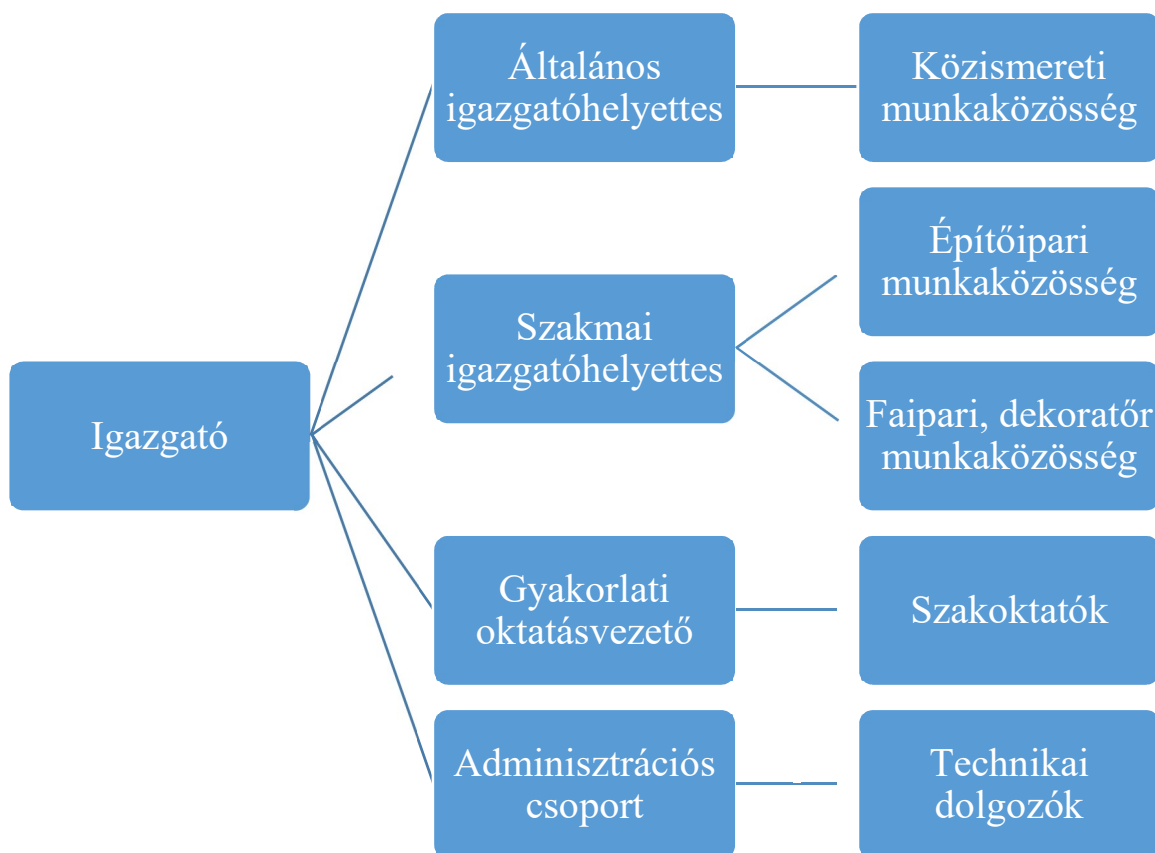 Általános
igazgatóhelyettes
Közismereti
munkaközösség
Építőipari
munkaközösség
Szakmai
igazgatóhelyettes
Igazgató
Faipari, dekoratőr
munkaközösség
Gyakorlati
oktatásvezető
Szakoktatók
Adminisztrációs
csoport
Technikai
dolgozók